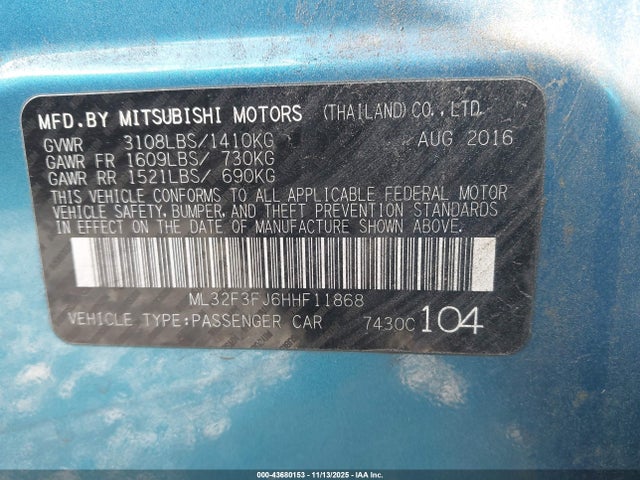 MFD.BY MITSUBISHI MOTORS (THAILAND)CO.,LTD.
GVWR 3108LBS/1410KG AUG 2016
GAWR FR 1609LBS/ 730KG
GAWR RR 1521LBS/ 690KG
THIS VEHICLE CONFORMS TO ALL APPLICABLE FEDERAL MOTOR
VEHICLE SAFETY, BUMPER, AND THEFT PREVENTION STANDARDS
IN EFFECT ON THE DATE OF MANUFACTURE SHOWN ABOVE.
ML32F3FJ6HHF11868
VEHICLE TYPE:PASSENGER CAR 7430C 104
000-43680153 - 11/13/2025 - IAA Inc.